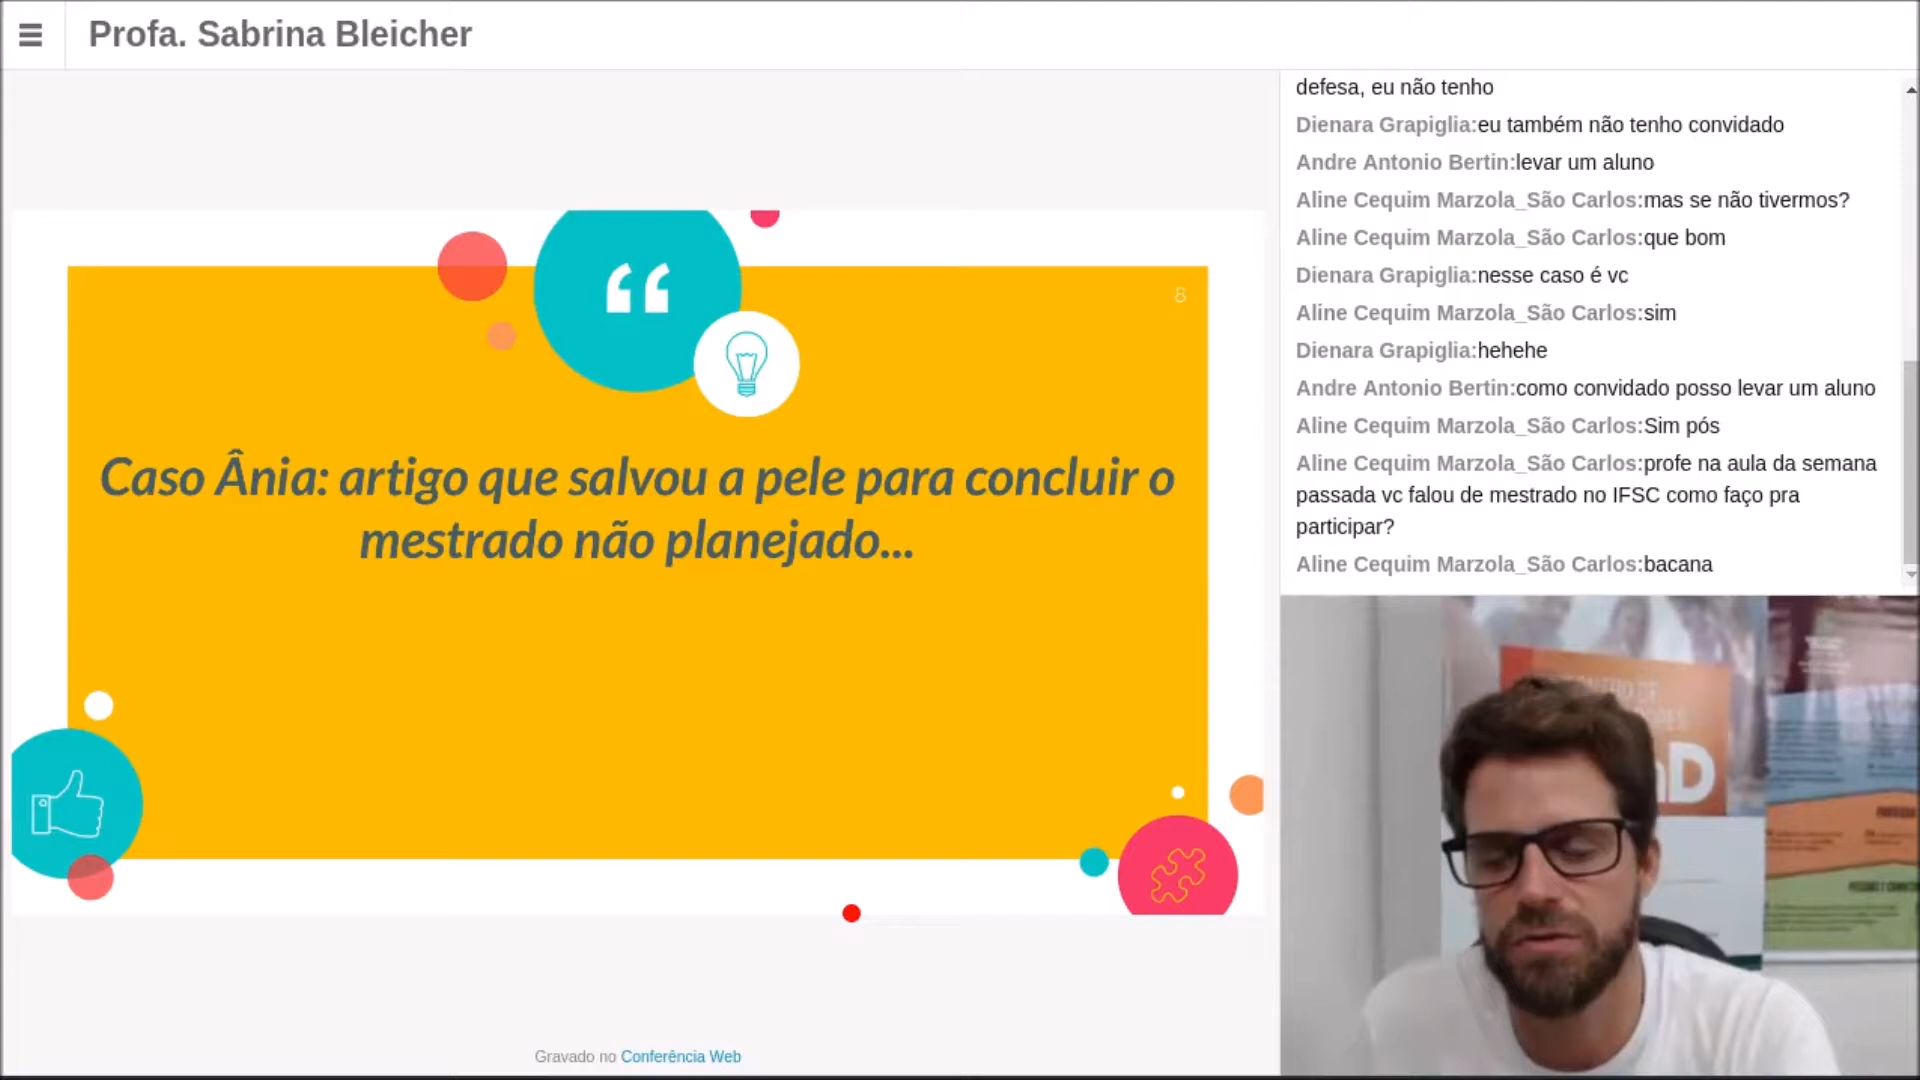 Profa. Sabrina Bleicher
8
Caso Ânia: artigo que salvou a pele para concluir o
mestrado não planejado...
Gravado no Conferência Web
defesa, eu não tenho
Dienara Grapiglia:eu também não tenho convidado
Andre Antonio Bertin:levar um aluno
Aline Cequim Marzola_São Carlos:mas se não tivermos?
Aline Cequim Marzola_São Carlos:que bom
Dienara Grapiglia:nesse caso é vc
Aline Cequim Marzola_São Carlos:sim
Dienara Grapiglia:hehehe
Andre Antonio Bertin:como convidado posso levar um aluno
Aline Cequim Marzola_São Carlos:Sim pós
Aline Cequim Marzola_São Carlos:profe na aula da semana
passada vc falou de mestrado no IFSC como faço pra
participar?
Aline Cequim Marzola_São Carlos:bacana